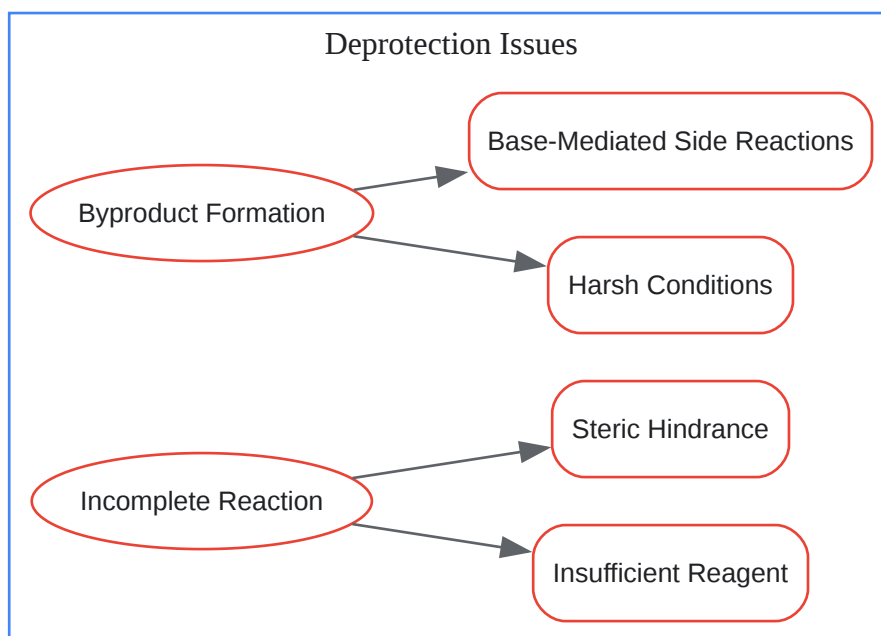 Deprotection Issues
Base-Mediated Side Reactions
Byproduct Formation
Harsh Conditions
Steric Hindrance
Incomplete Reaction
Insufficient Reagent